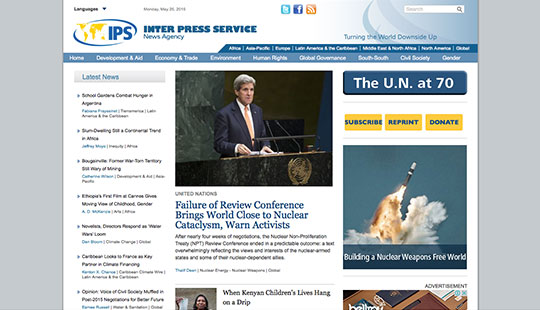 Languages
Monday, May 25, 2015
IPS
INTER PRESS SERVICE
News Agency
Turning the World Downside Up
Africa | Asia-Pacific | Europe | Latin America & the Caribbean | Middle East & North Africa | North America | Global
Home Development & Aid Economy & Trade Environment Human Rights Global Governance South-South Civil Society Gender
Latest News
School Gardens Combat Hunger in
Argentina
Fabiana Frayssinet | Transamerica | Latin
America & the Caribbean
Slum-Dwelling Still a Continental Trend
in Africa
Jeffrey Moyo | Inequity | Africa
Bougainville: Former War-Torn Territory
Still Wary of Mining
Catherine Wilson | Development & Aid | Asia-
Pacific
Ethiopia's First Film at Cannes Gives
Moving View of Childhood, Gender
A. D. McKenzie | Arts | Africa
Novelists, Directors Respond as 'Water
Wars' Loom
Dan Bloom | Climate Change | Global
Caribbean Looks to France as Key
Partner in Climate Financing
Kenton X. Chance | Caribbean Climate Wire |
Latin America & the Caribbean
Opinion: Voice of Civil Society Muffled in
Post-2015 Negotiations for Better Future
UNITED NATIONS
Failure of Review Conference
Brings World Close to Nuclear
Cataclysm, Warn Activists
After nearly four weeks of negotiations, the Nuclear Non-Proliferation
Treaty (NPT) Review Conference ended in a predictable outcome: a text
overwhelmingly reflecting the views and interests of the nuclear-armed
states and some of their nuclear-dependent allies.
Thalif Deen | Nuclear Energy - Nuclear Weapons | Global
When Kenyan Children's Lives Hang
on a Drip
The U.N. at 70
SUBSCRIBE REPRINT DONATE
Building a Nuclear Weapons Free World
ADVERTISEMENT